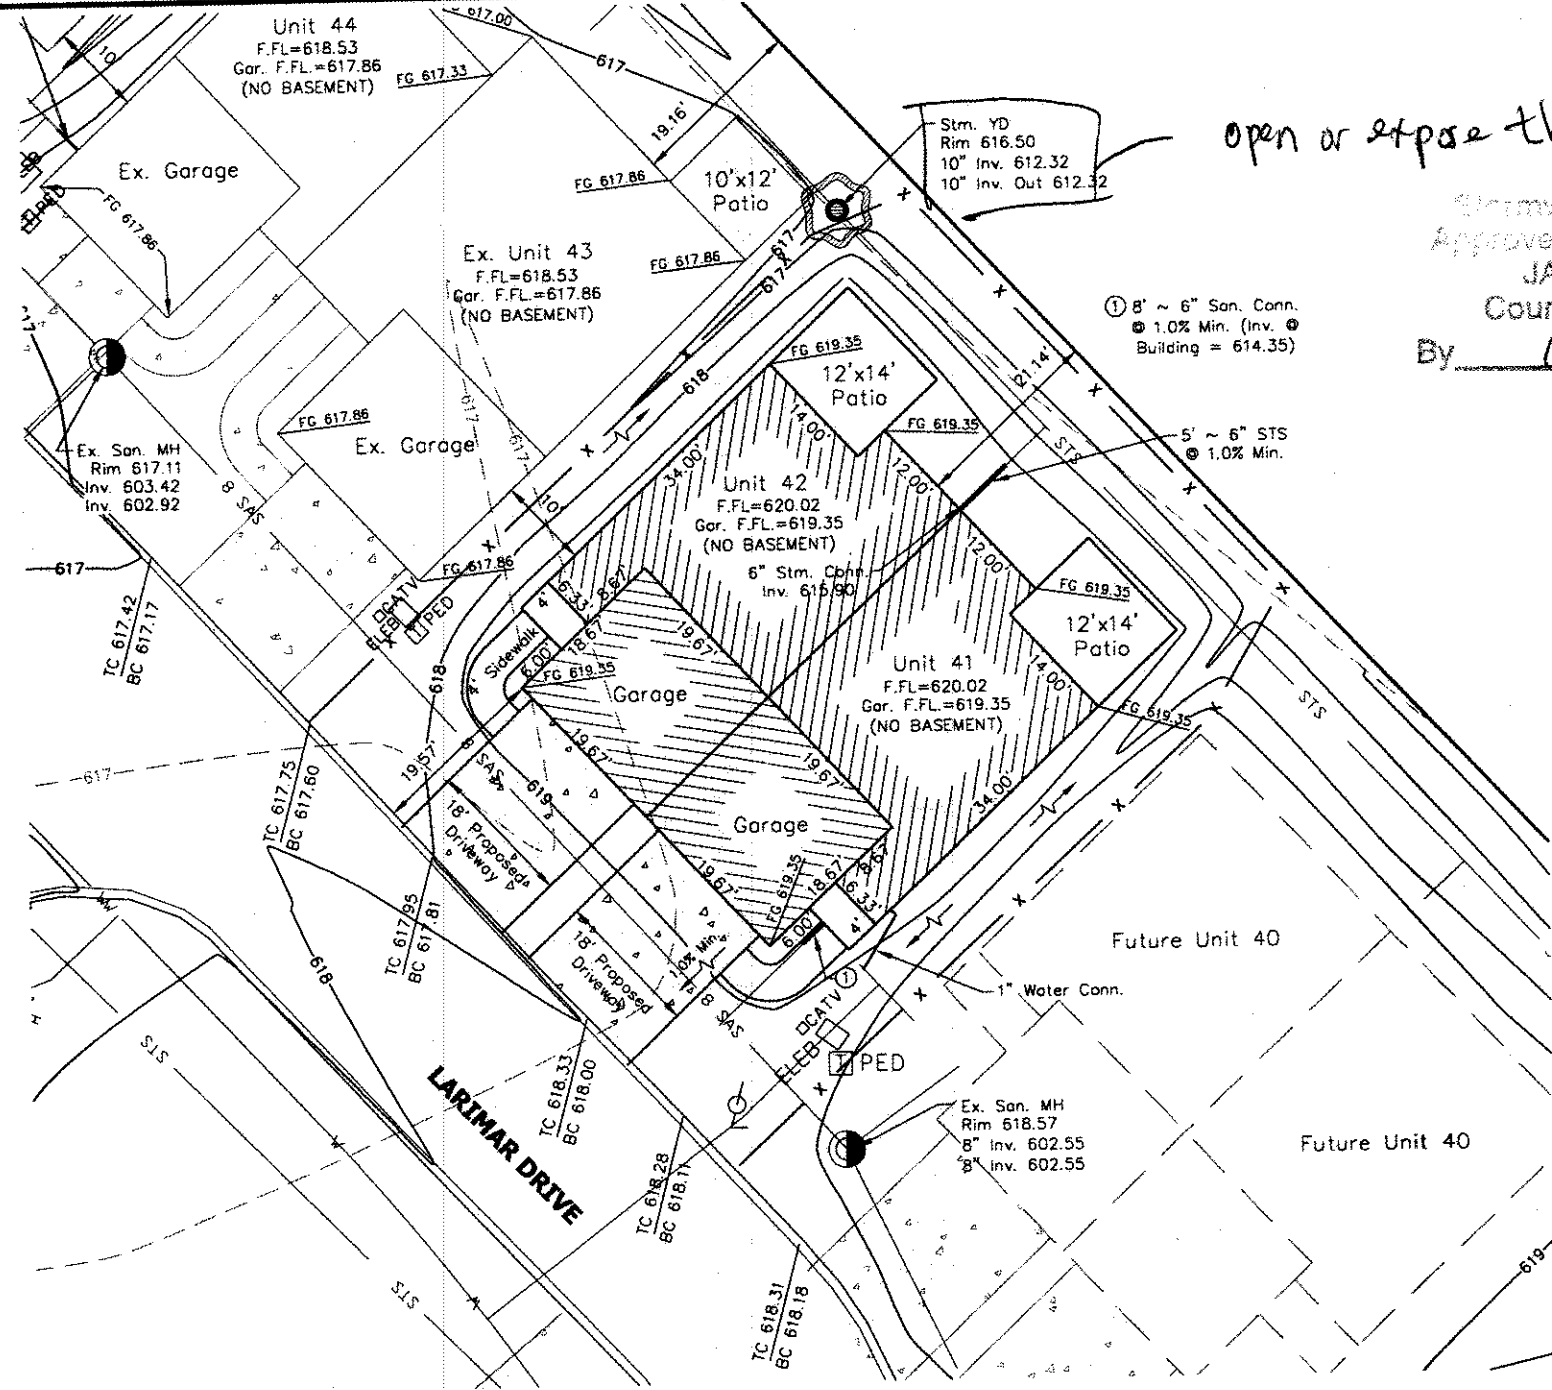 617.00
Unit 44
F.FL=618.53
Gar. F.FL.=617.86
(NO BASEMENT)
FG 617.33
10'
617
19.16'
Stm. YD
Rim 616.50
10" Inv. 612.32
10" Inv. Out 612.32
open or expose
Approve
JA
Coun
By
Ex. Garage
FG 617.86
PED
FG 617.86
10'x12'
Patio
617
617
FG 617.86
Ex. Unit 43
F.FL=618.53
Gar. F.FL.=617.86
(NO BASEMENT)
① 8' ~ 6" San. Conn.
@ 1.0% Min. (Inv. @
Building = 614.35)
617
618
617
617
FG 617.86
Ex. Garage
Ex. San. MH
Rim 617.11
Inv. 603.42
Inv. 602.92
8 SAS
FG 619.35
12'x14'
Patio
14.00'
21.14'
FG 619.35
STS
5' ~ 6" STS
@ 1.0% Min.
34.00'
12.00'
Unit 42
F.FL=620.02
Gar. F.FL.=619.35
(NO BASEMENT)
6" Stm. Conn.
Inv. 615.90
12.00'
10'
FG 617.86
617
TC 617.42
BC 617.17
CATV
ELEB
T PED
4'
6.33'
8.67'
FG 619.35
12'x14'
Patio
14.00'
4' Sidewalk
6.00'
18.67'
19.67'
FG 619.35
Garage
Unit 41
F.FL=620.02
Gar. F.FL.=619.35
(NO BASEMENT)
FG 619.35
STS
618
617
TC 617.75
BC 617.60
19.57'
8 SAS
619
19.67'
19.67'
34.00'
18' Proposed
Driveway
Garage
TC 617.95
BC 617.81
19.67'
FG 619.35
18.67'
8.67'
6.33'
6.00'
4'
W
618
18' Proposed
Driveway
1.0% Min.
8 SAS
①
1" Water Conn.
Future Unit 40
CATV
ELEB
T PED
STS
LARIMAR DRIVE
TC 618.33
BC 618.00
Ex. San. MH
Rim 618.57
8" Inv. 602.55
8" Inv. 602.55
Future Unit 40
W
TC 618.28
BC 618.11
STS
W
TC 618.31
BC 618.18
619